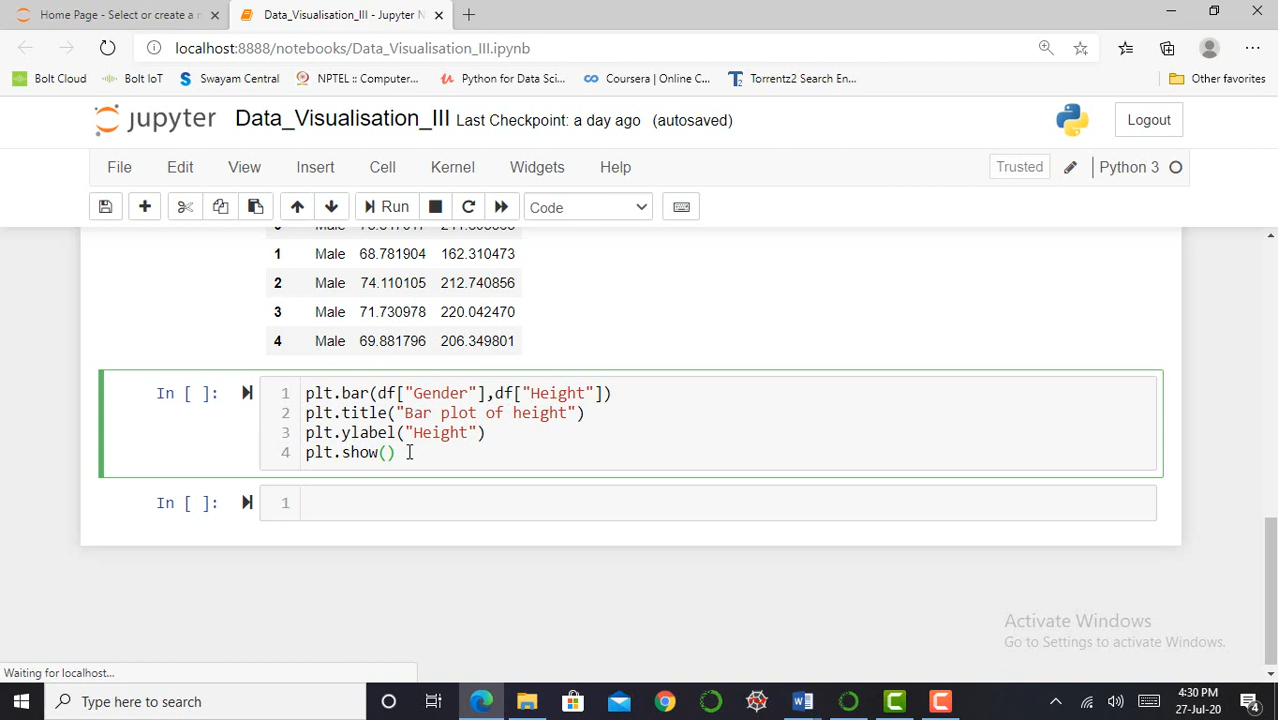 Home Page - Select or create a n
Data_Visualisation_III - Jupyter N
localhost:8888/notebooks/Data_Visualisation_III.ipynb
Bolt Cloud
Bolt IoT
Swayam Central
NPTEL :: Computer...
Python for Data Sci...
Coursera | Online C...
Torrentz2 Search En...
Other favorites
jupyter Data_Visualisation_III Last Checkpoint: a day ago (autosaved)
Logout
File Edit View Insert Cell Kernel Widgets Help
Trusted
Python 3
Run
Code
1 Male 68.781904 162.310473
2 Male 74.110105 212.740856
3 Male 71.730978 220.042470
4 Male 69.881796 206.349801
In [ ]:
1 plt.bar(df["Gender"],df["Height"])
2 plt.title("Bar plot of height")
3 plt.ylabel("Height")
4 plt.show()
In [ ]:
1
Activate Windows
Go to Settings to activate Windows.
Waiting for localhost...
Type here to search
4:30 PM
27-Jul-20
4